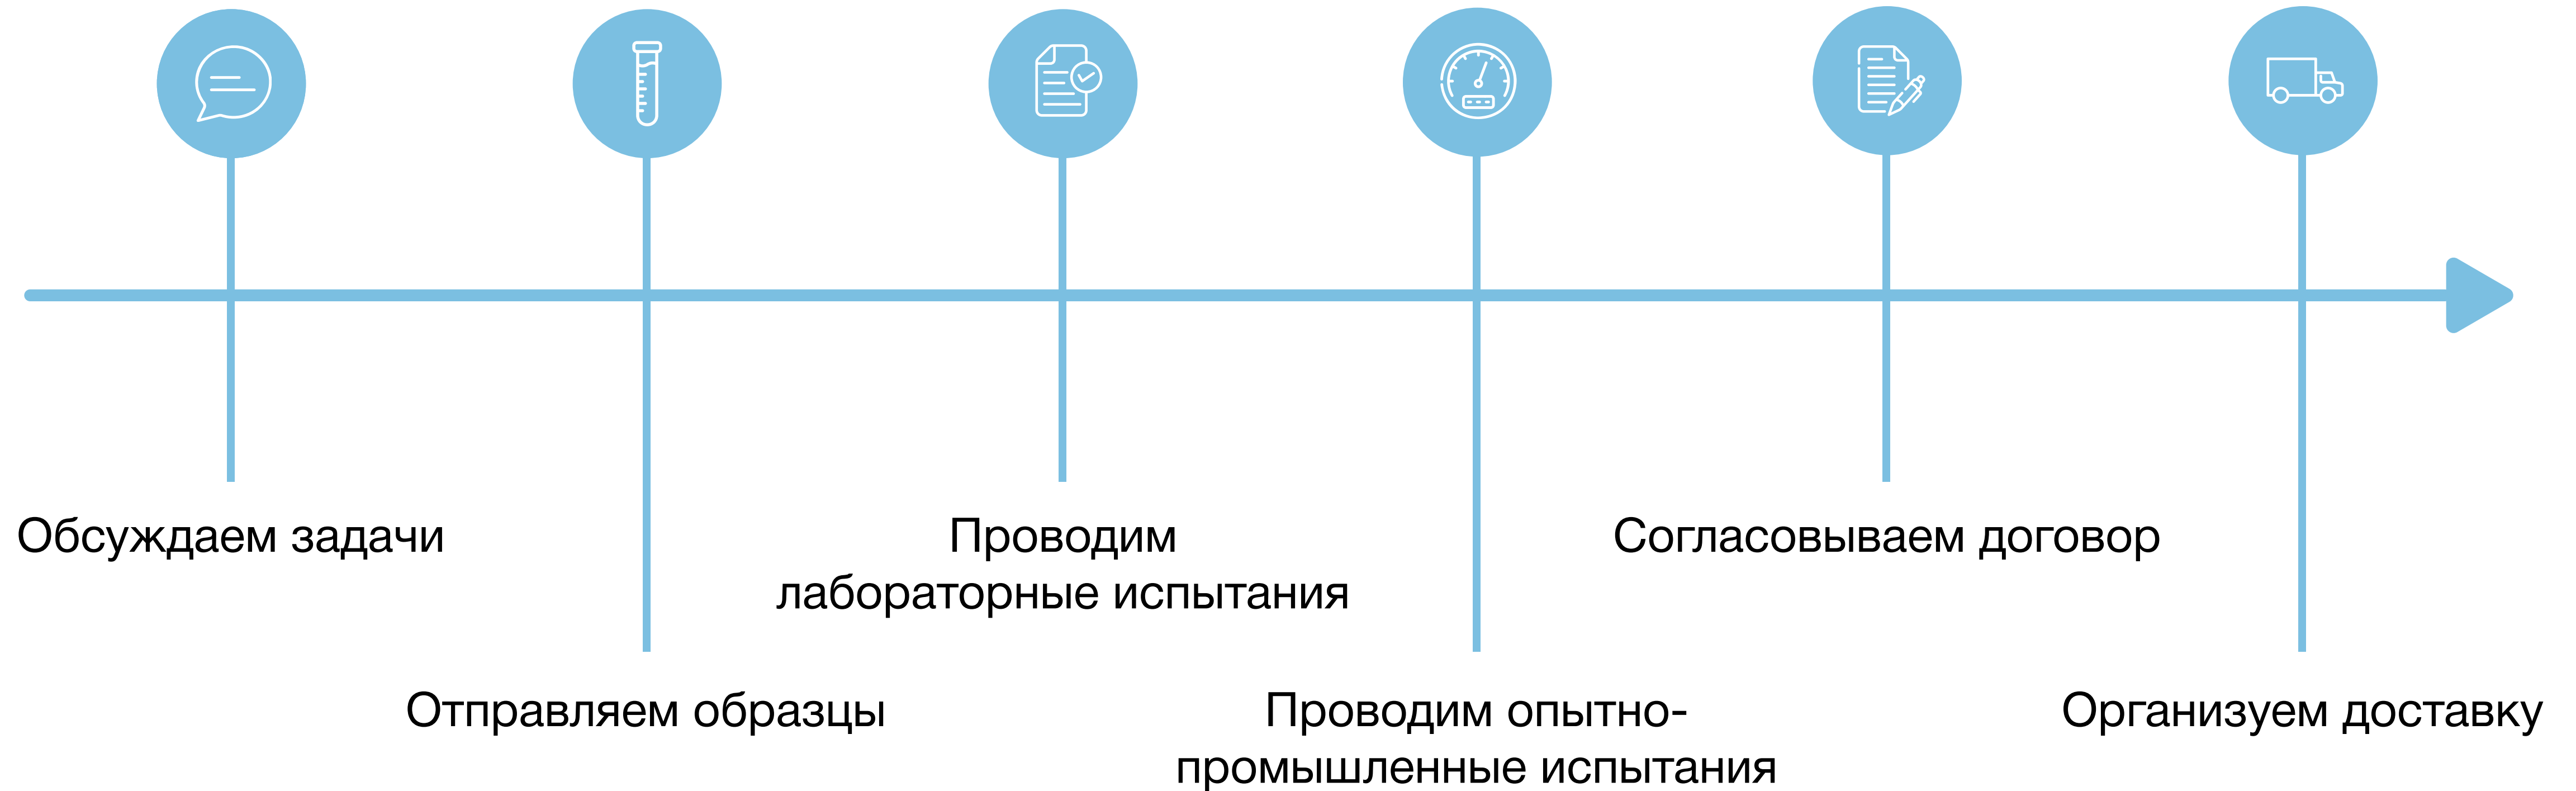 Обсуждаем задачи
Отправляем образцы
Проводим
лабораторные испытания
Проводим опытно-
промышленные испытания
Согласовываем договор
Организуем доставку